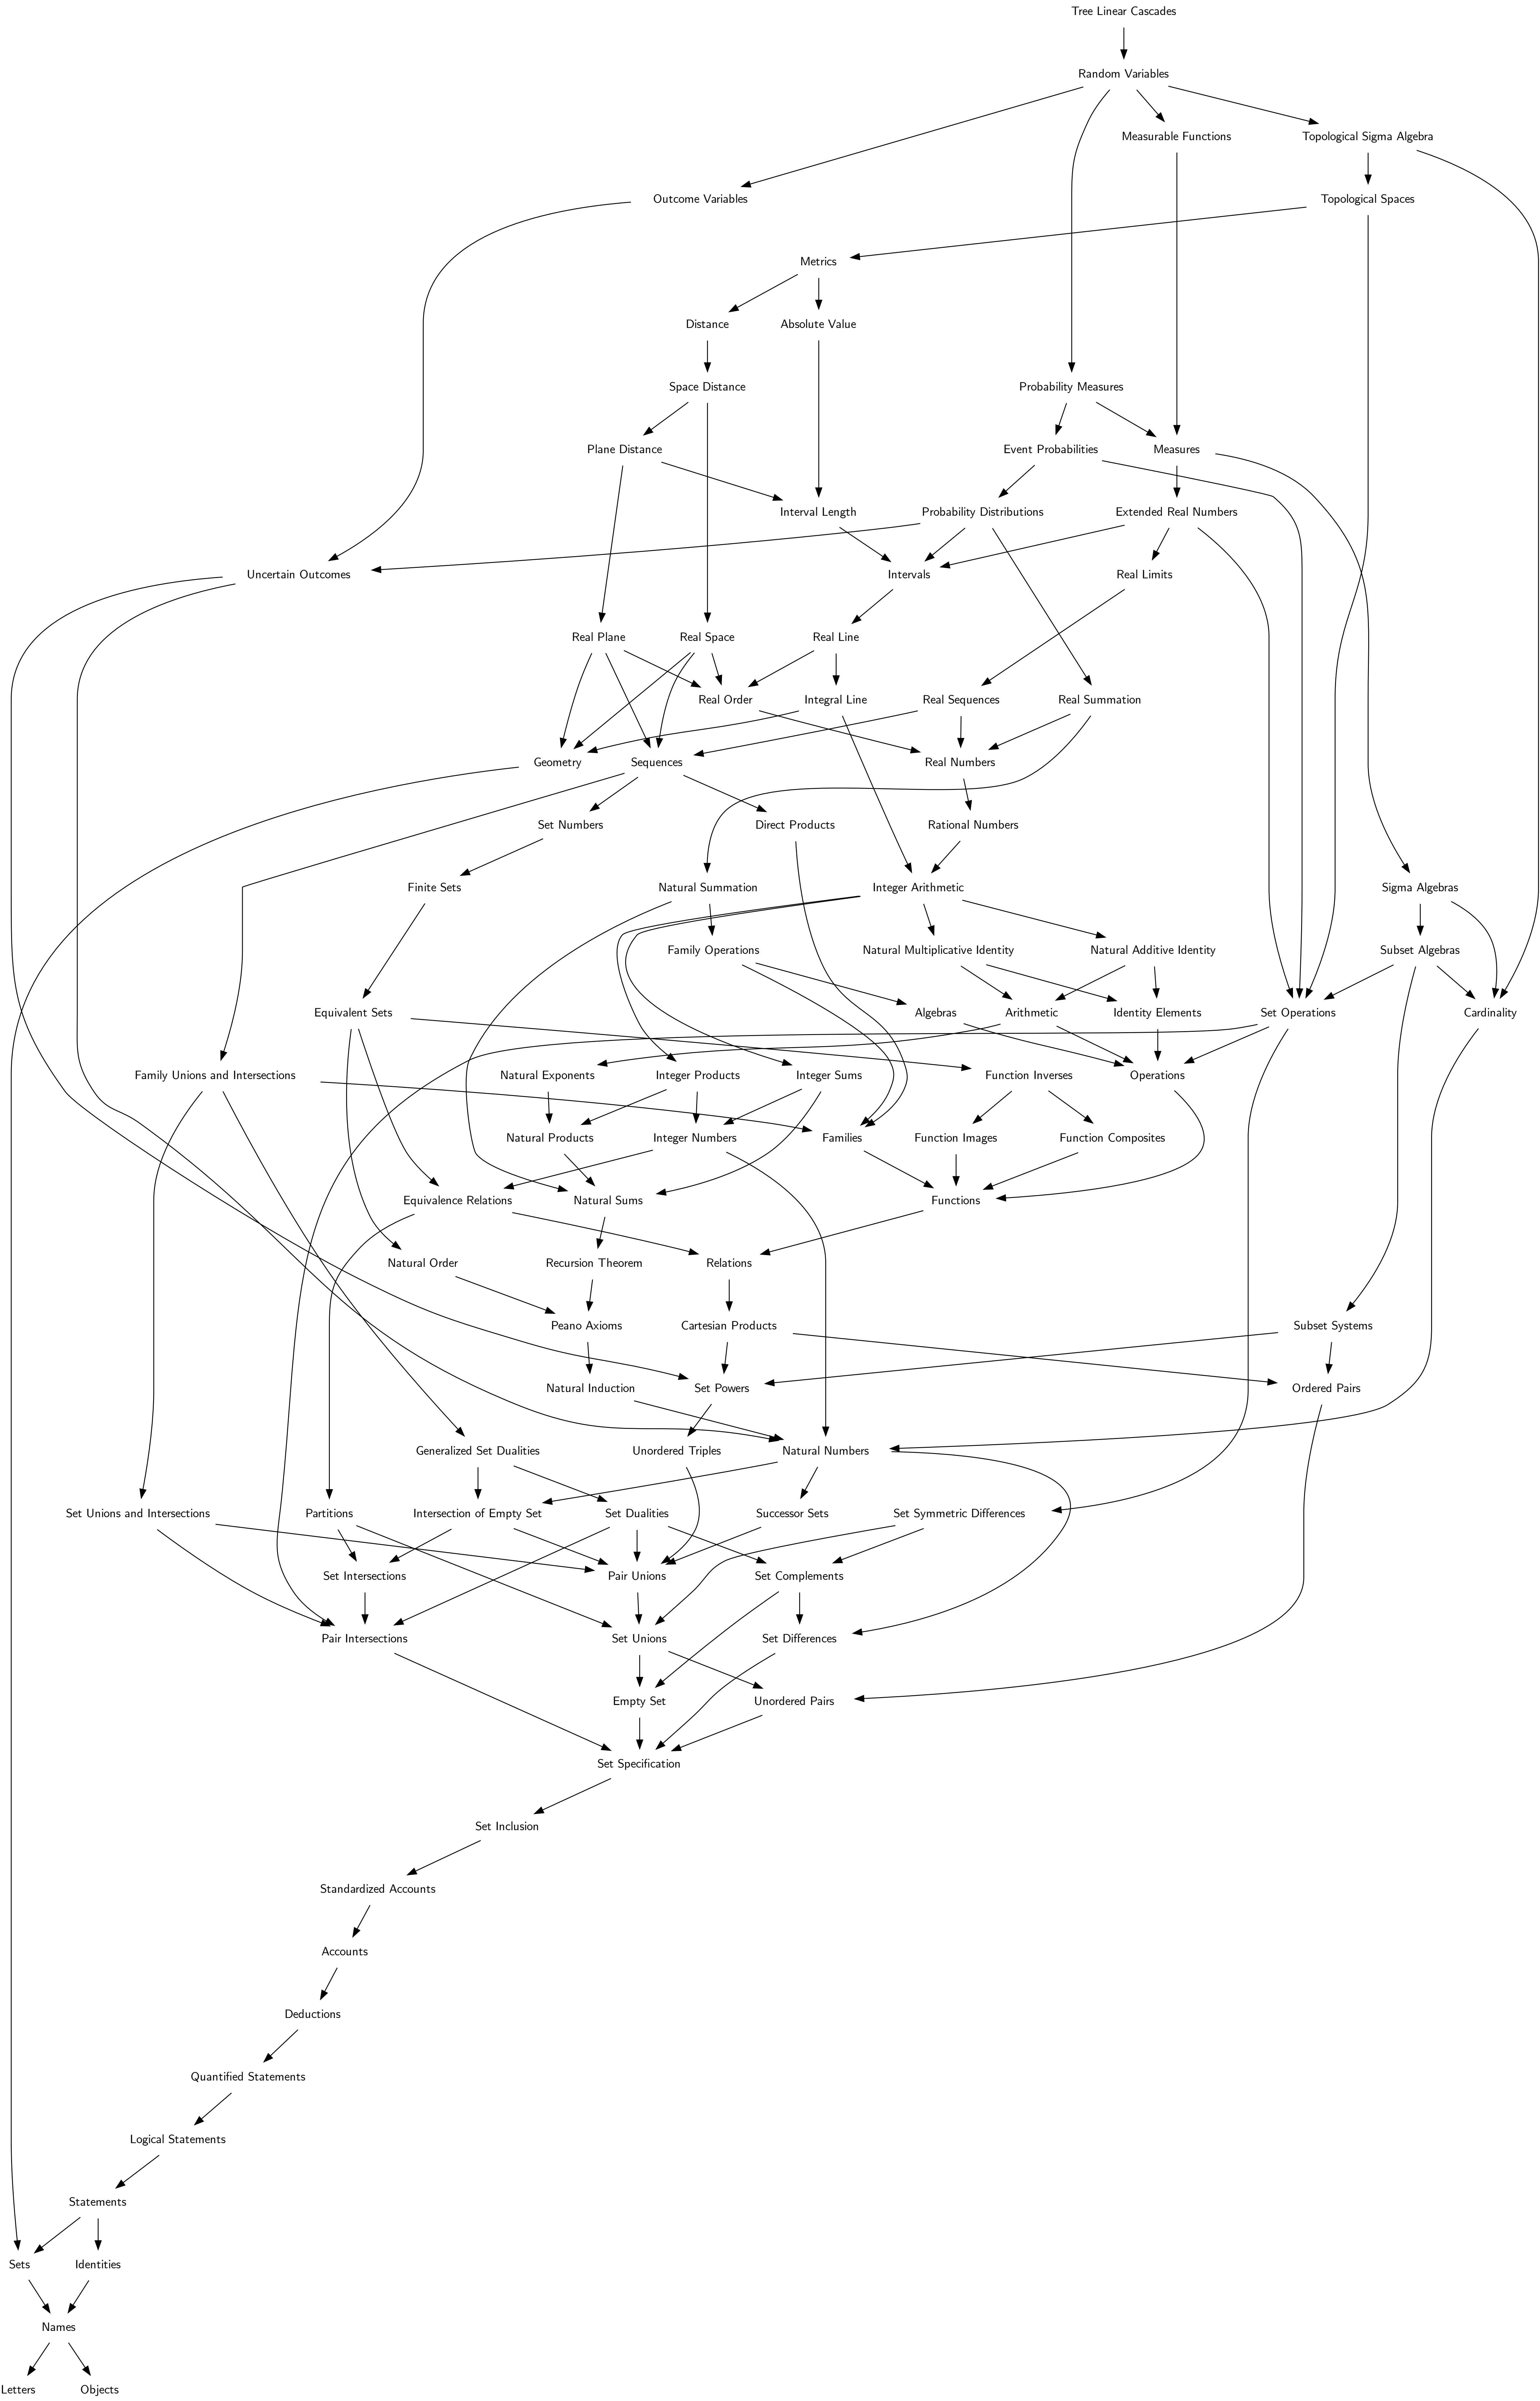 Tree Linear Cascades
Random Variables
Measurable Functions
Topological Sigma Algebra
Outcome Variables
Topological Spaces
Metrics
Distance
Absolute Value
Space Distance
Probability Measures
Plane Distance
Event Probabilities
Measures
Interval Length
Probability Distributions
Extended Real Numbers
Uncertain Outcomes
Intervals
Real Limits
Real Plane
Real Space
Real Line
Real Order
Integral Line
Real Sequences
Real Summation
Geometry
Sequences
Real Numbers
Set Numbers
Direct Products
Rational Numbers
Finite Sets
Natural Summation
Integer Arithmetic
Sigma Algebras
Family Operations
Natural Multiplicative Identity
Natural Additive Identity
Subset Algebras
Equivalent Sets
Algebras
Arithmetic
Identity Elements
Set Operations
Cardinality
Family Unions and Intersections
Natural Exponents
Integer Products
Integer Sums
Function Inverses
Operations
Natural Products
Integer Numbers
Families
Function Images
Function Composites
Equivalence Relations
Natural Sums
Functions
Natural Order
Recursion Theorem
Relations
Peano Axioms
Cartesian Products
Subset Systems
Natural Induction
Set Powers
Ordered Pairs
Generalized Set Dualities
Unordered Triples
Natural Numbers
Set Unions and Intersections
Partitions
Intersection of Empty Set
Set Dualities
Successor Sets
Set Symmetric Differences
Set Intersections
Pair Unions
Set Complements
Pair Intersections
Set Unions
Set Differences
Empty Set
Unordered Pairs
Set Specification
Set Inclusion
Standardized Accounts
Accounts
Deductions
Quantified Statements
Logical Statements
Statements
Sets
Identities
Names
Letters
Objects